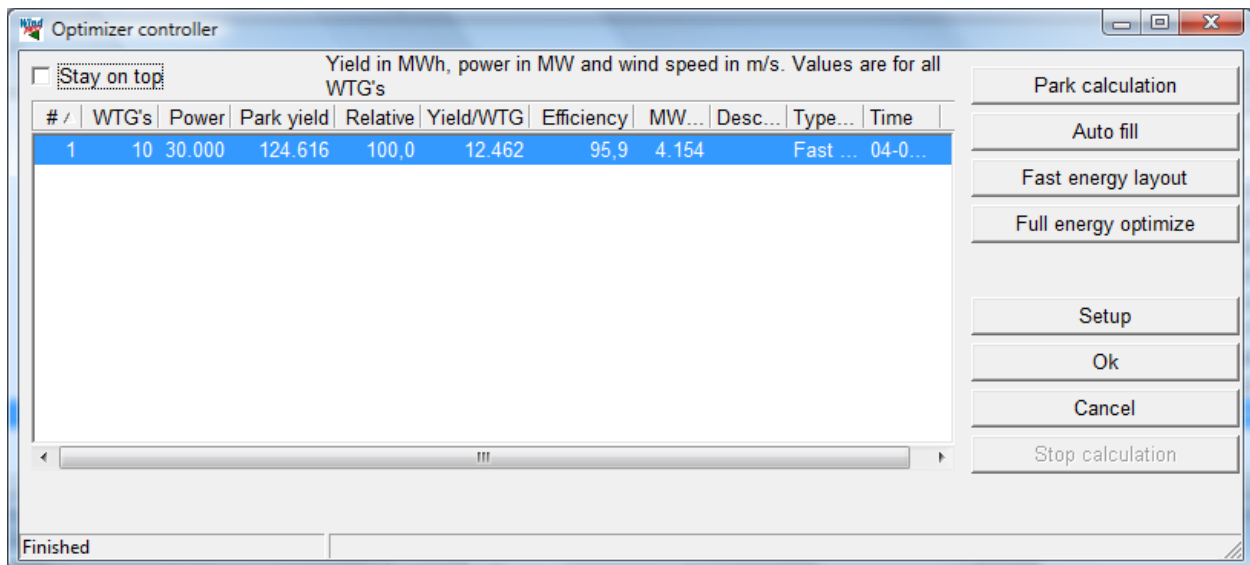 Optimizer controller
Stay on top
Yield in MWh, power in MW and wind speed in m/s. Values are for all
WTG's
# WTG's Power Park yield Relative Yield/WTG Efficiency MW... Desc... Type... Time
1 10 30.000 124.616 100,0 12.462 95,9 4.154 Fast ... 04-0...
Park calculation
Auto fill
Fast energy layout
Full energy optimize
Setup
Ok
Cancel
Stop calculation
Finished